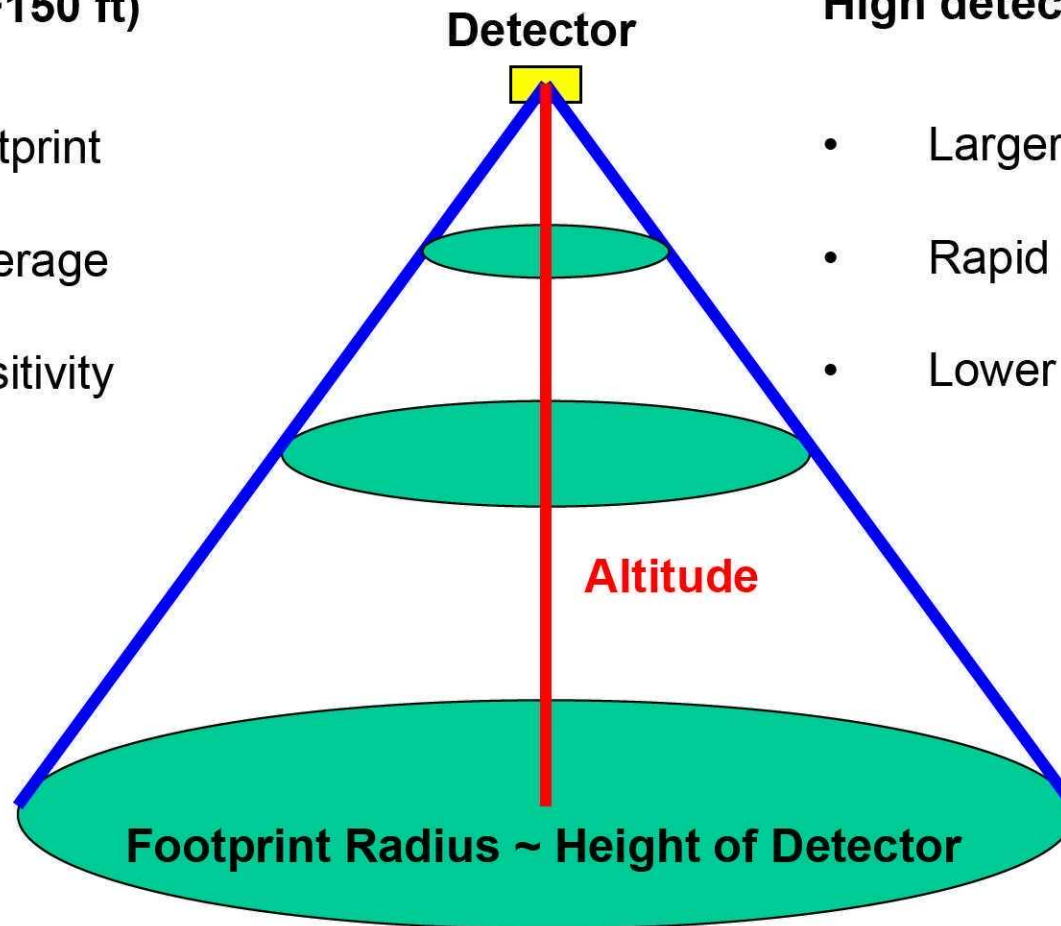 150 ft)
Detector
High detec
tprint
• Larger
erage
• Rapid
sitivity
• Lower
Altitude
Footprint Radius ~ Height of Detector